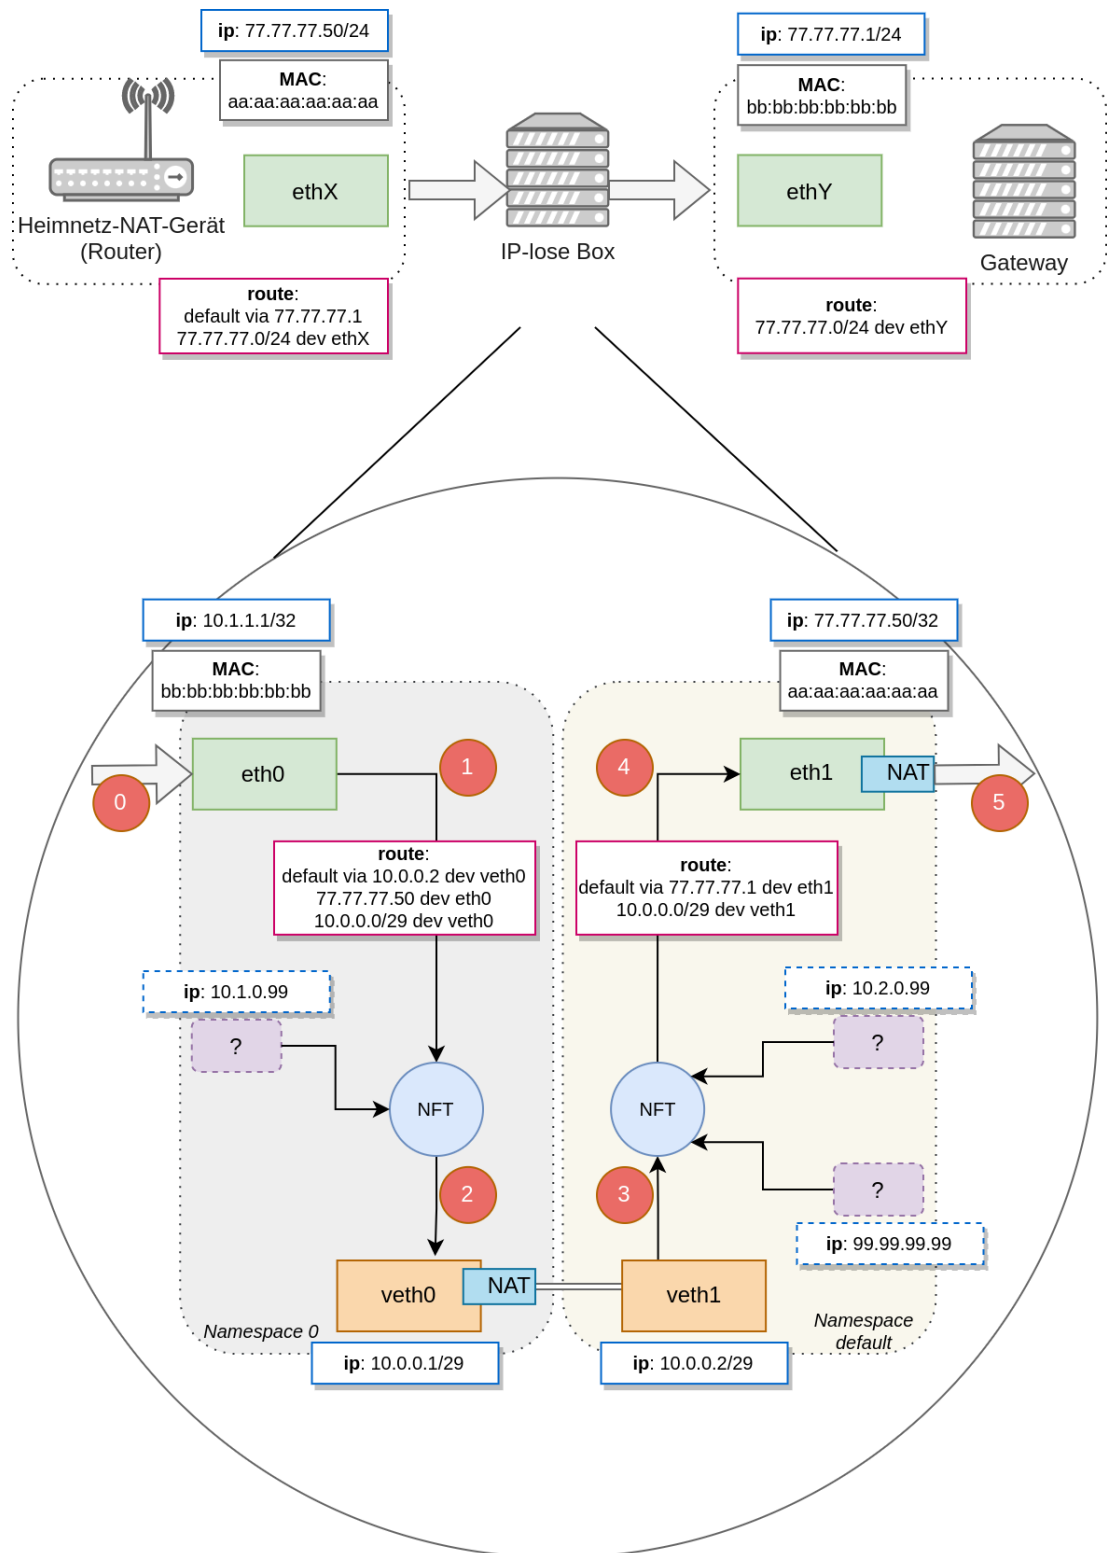 ip: 77.77.77.50/24
MAC:
aa:aa:aa:aa:aa:aa
ethX
Heimnetz-NAT-Gerät
(Router)
route:
default via 77.77.77.1
77.77.77.0/24 dev ethX
IP-lose Box
ip: 77.77.77.1/24
MAC:
bb:bb:bb:bb:bb:bb
ethY
Gateway
route:
77.77.77.0/24 dev ethY
ip: 10.1.1.1/32
MAC:
bb:bb:bb:bb:bb:bb
0
eth0
1
route:
default via 10.0.0.2 dev veth0
77.77.77.50 dev eth0
10.0.0.0/29 dev veth0
ip: 10.1.0.99
?
NFT
2
veth0
NAT
Namespace 0
ip: 10.0.0.1/29
ip: 77.77.77.50/32
MAC:
aa:aa:aa:aa:aa:aa
4
eth1
NAT
5
route:
default via 77.77.77.1 dev eth1
10.0.0.0/29 dev veth1
ip: 10.2.0.99
?
NFT
3
?
ip: 99.99.99.99
veth1
Namespace
default
ip: 10.0.0.2/29